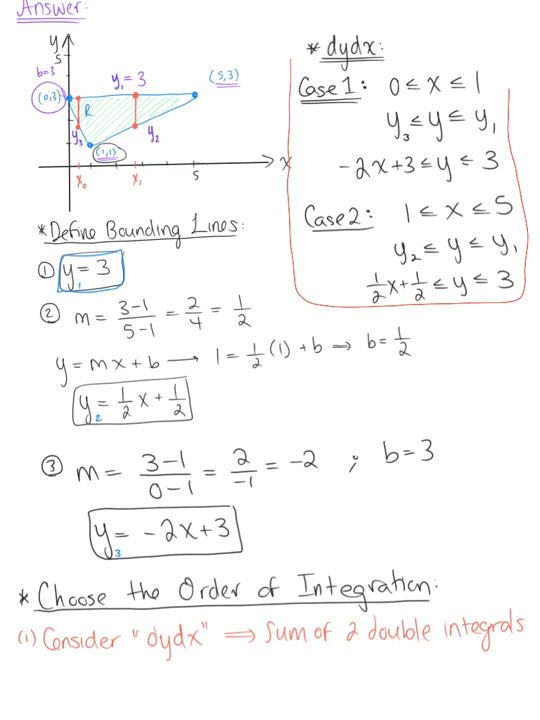 Answer:
y
5
b=3
y₁ = 3
(5,3)
(0,3)
R
y₃
y₂
(1,1)
x₀
x₁
5
x
* dydx:
Case 1: 0 ≤ x ≤ 1
y₃ ≤ y ≤ y₁
-2x+3 ≤ y ≤ 3
Case 2: 1 ≤ x ≤ 5
y₂ ≤ y ≤ y₁
1/2 x + 1/2 ≤ y ≤ 3
* Define Bounding Lines:
① y₁ = 3
② m = 3-1/5-1 = 2/4 = 1/2
y = mx + b → 1 = 1/2 (1) + b ⇒ b = 1/2
y₂ = 1/2 x + 1/2
③ m = 3-1/0-1 = 2/-1 = -2 ; b = 3
y₃ = -2x+3
* Choose the Order of Integration:
(1) Consider "dydx" ⇒ Sum of 2 double integrals